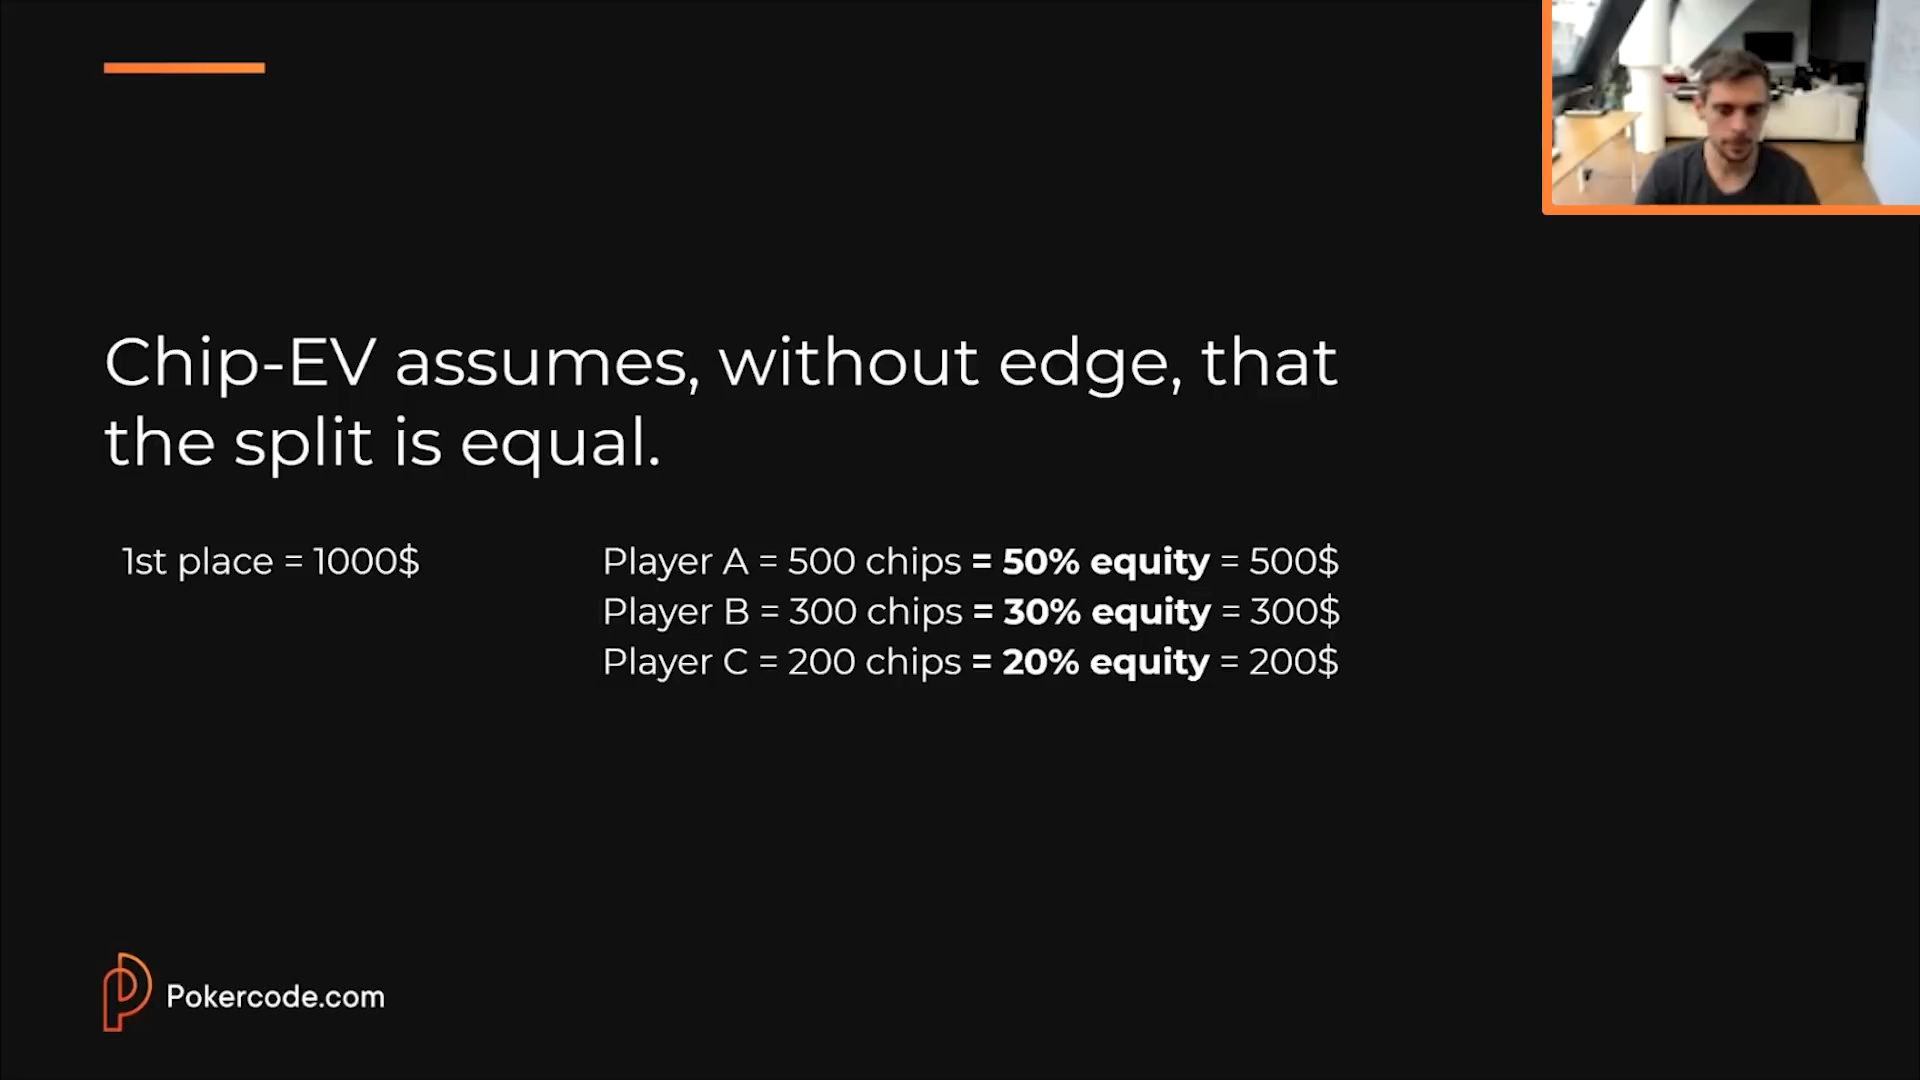 Chip-EV assumes, without edge, that
the split is equal.
1st place = 1000$
Player A = 500 chips = 50% equity = 500$
Player B = 300 chips = 30% equity = 300$
Player C = 200 chips = 20% equity = 200$
Pokercode.com